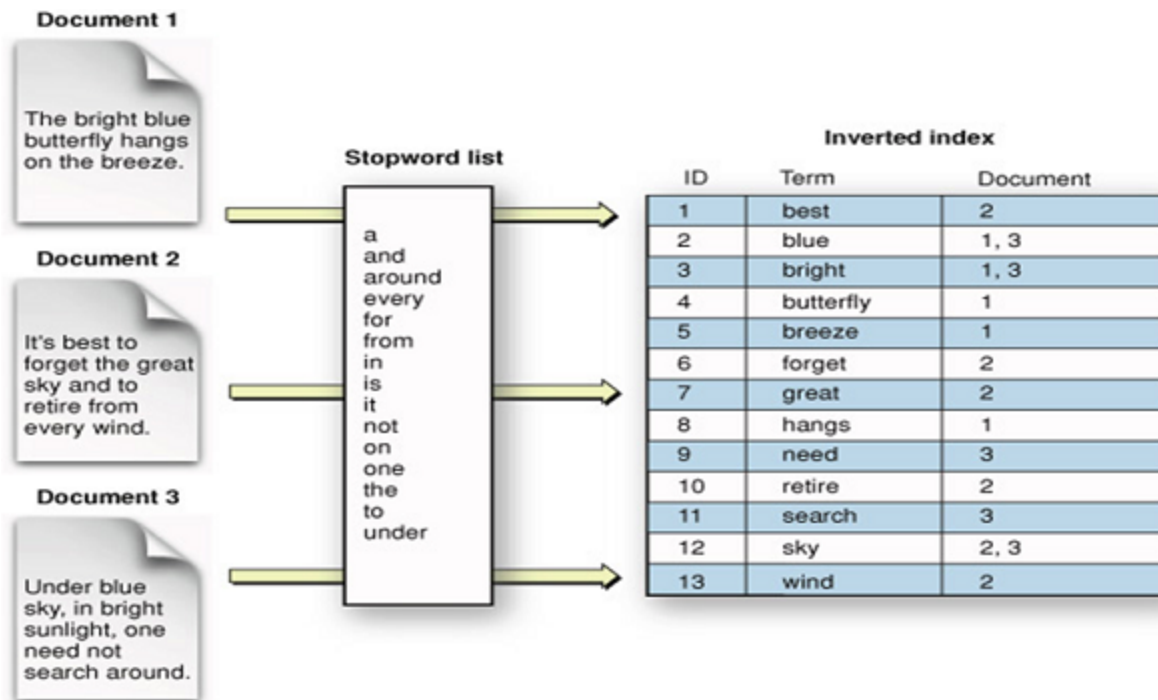 Document 1
The bright blue
butterfly hangs
on the breeze.
Document 2
It's best to
forget the great
sky and to
retire from
every wind.
Document 3
Under blue
sky, in bright
sunlight, one
need not
search around.
Stopword list
a
and
around
every
for
from
in
is
it
not
on
one
the
to
under
Inverted index
ID Term Document
1 best 2
2 blue 1, 3
3 bright 1, 3
4 butterfly 1
5 breeze 1
6 forget 2
7 great 2
8 hangs 1
9 need 3
10 retire 2
11 search 3
12 sky 2, 3
13 wind 2